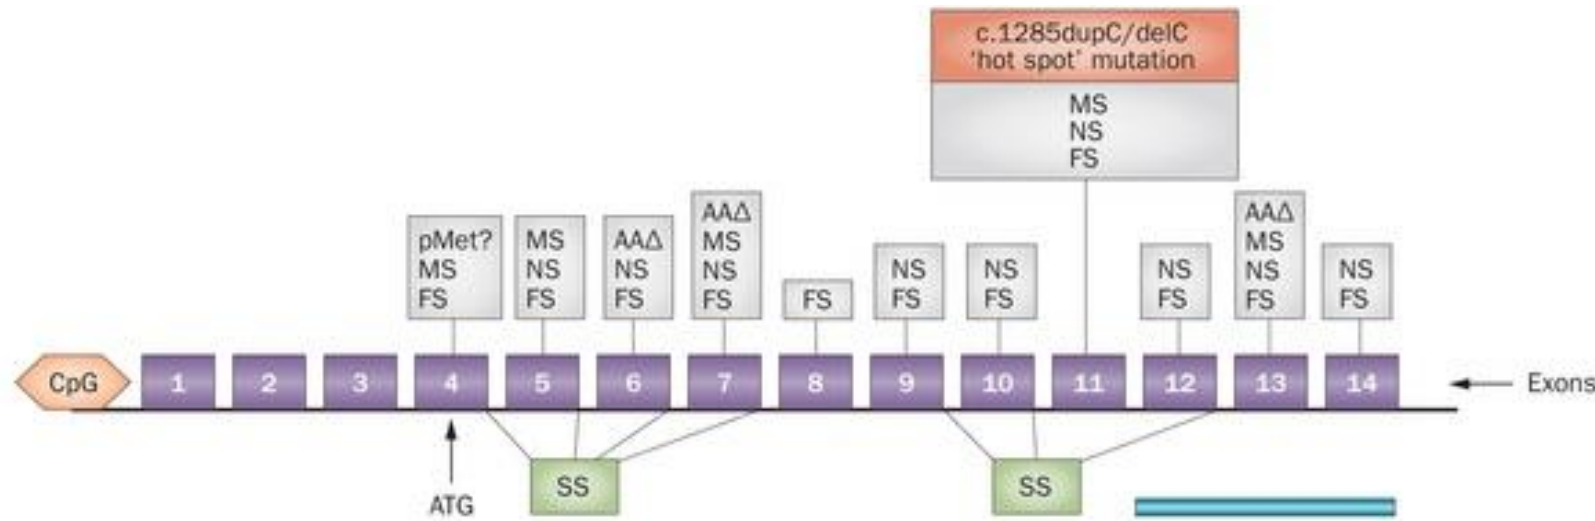 c.1285dupC/delC
'hot spot' mutation
MS
NS
FS
pMet?
MS
FS
MS
NS
FS
AAΔ
NS
FS
AAΔ
MS
NS
FS
FS
NS
FS
NS
FS
NS
FS
AAΔ
MS
NS
FS
NS
FS
CpG 1 2 3 4 5 6 7 8 9 10 11 12 13 14 Exons
ATG
SS
SS